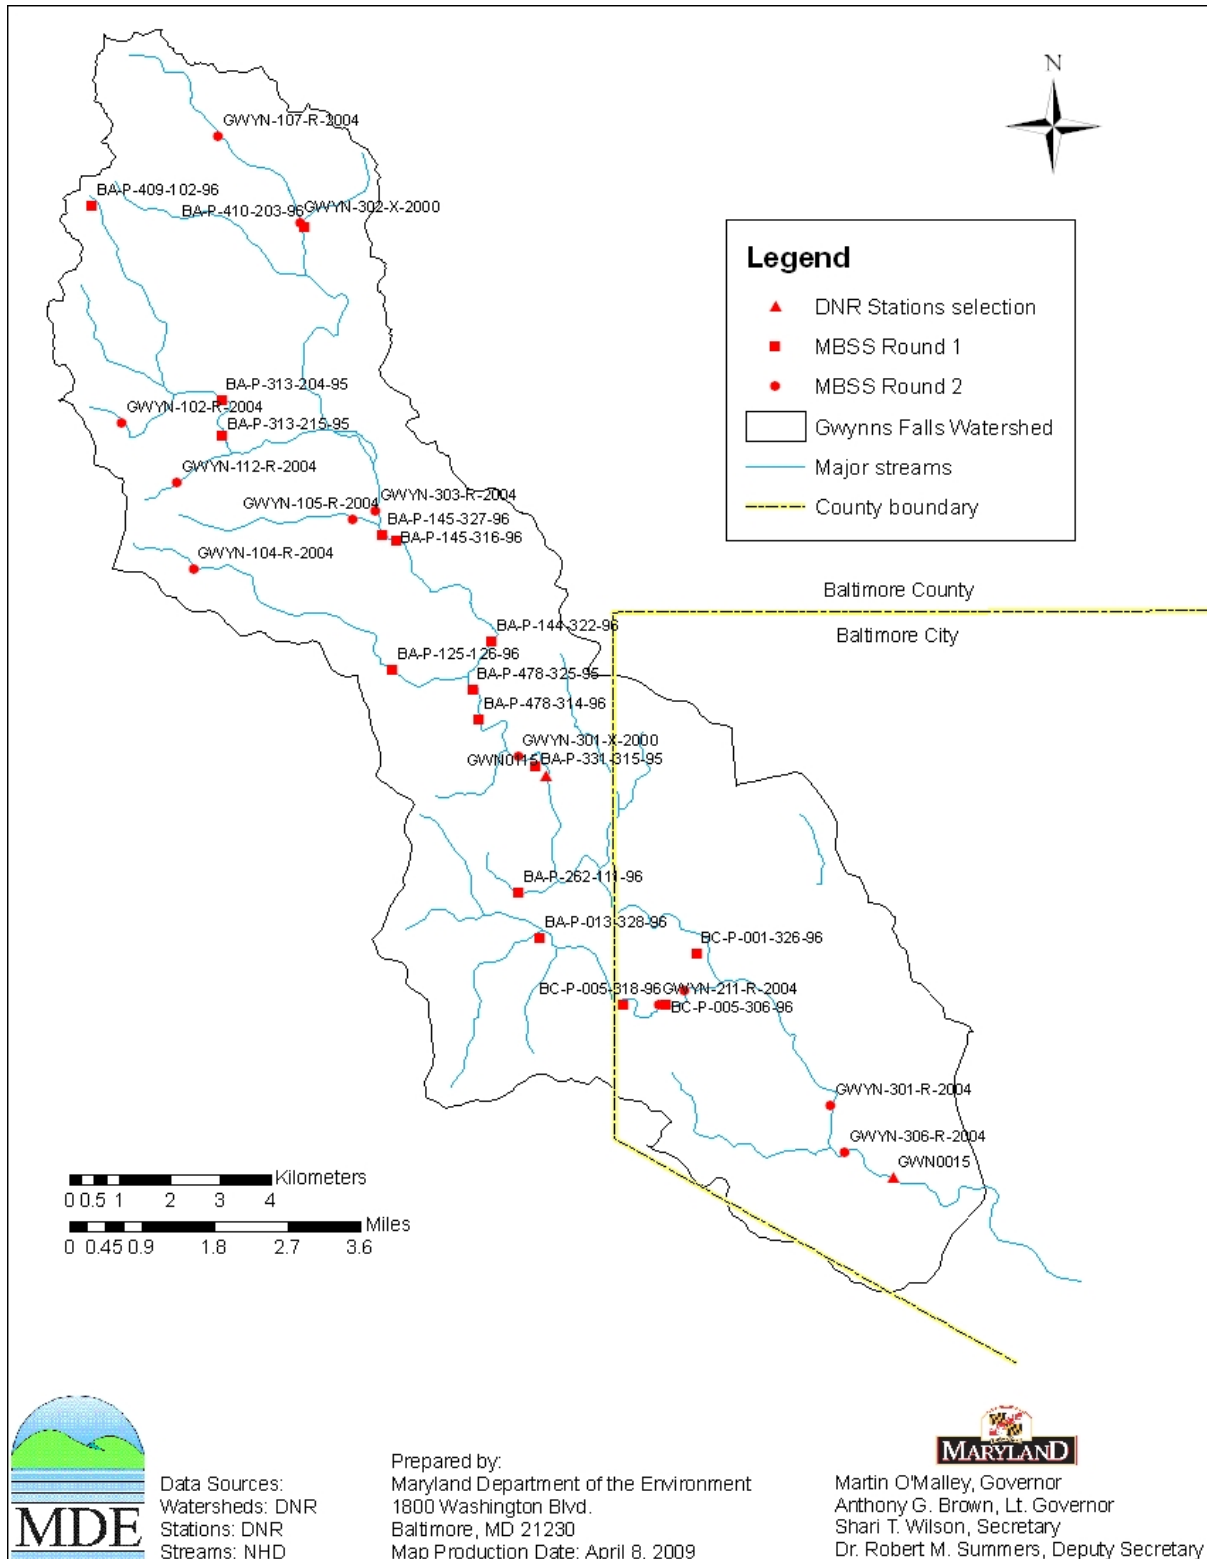 N
GWYN-107-R-2004
BA-P-409-102-96
BA-P-410-203-96
GWYN-302-X-2000
Legend
DNR Stations selection
MBSS Round 1
MBSS Round 2
Gwynns Falls Watershed
Major streams
County boundary
BA-P-313-204-95
GWYN-102-R-2004
BA-P-313-215-95
GWYN-112-R-2004
GWYN-303-R-2004
GWYN-105-R-2004
BA-P-145-327-96
BA-P-145-316-96
GWYN-104-R-2004
Baltimore County
Baltimore City
BA-P-144-322-96
BA-P-125-126-96
BA-P-478-325-95
BA-P-478-314-96
GWYN-301-X-2000
GWN0115
BA-P-331-315-95
BA-P-262-111-96
BA-P-013-328-96
BC-P-001-326-96
BC-P-005-318-96
GWYN-211-R-2004
BC-P-005-306-96
GWYN-301-R-2004
GWYN-306-R-2004
GWN0015
Kilometers
0 0.5 1 2 3 4
Miles
0 0.45 0.9 1.8 2.7 3.6
MDE
Data Sources:
Watersheds: DNR
Stations: DNR
Streams: NHD
Prepared by:
Maryland Department of the Environment
1800 Washington Blvd.
Baltimore, MD 21230
Map Production Date: April 8, 2009
MARYLAND
Martin O'Malley, Governor
Anthony G. Brown, Lt. Governor
Shari T. Wilson, Secretary
Dr. Robert M. Summers, Deputy Secretary